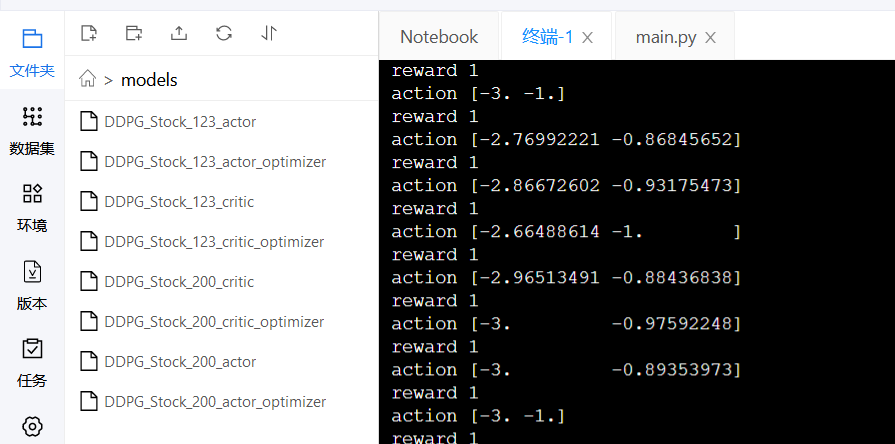 文件夹
数据集
环境
版本
任务
> models
DDPG_Stock_123_actor
DDPG_Stock_123_actor_optimizer
DDPG_Stock_123_critic
DDPG_Stock_123_critic_optimizer
DDPG_Stock_200_critic
DDPG_Stock_200_critic_optimizer
DDPG_Stock_200_actor
DDPG_Stock_200_actor_optimizer
Notebook
终端-1
main.py
reward 1
action [-3. -1.]
reward 1
action [-2.76992221 -0.86845652]
reward 1
action [-2.86672602 -0.93175473]
reward 1
action [-2.66488614 -1.        ]
reward 1
action [-2.96513491 -0.88436838]
reward 1
action [-3.         -0.97592248]
reward 1
action [-3.         -0.89353973]
reward 1
action [-3. -1.]
reward 1